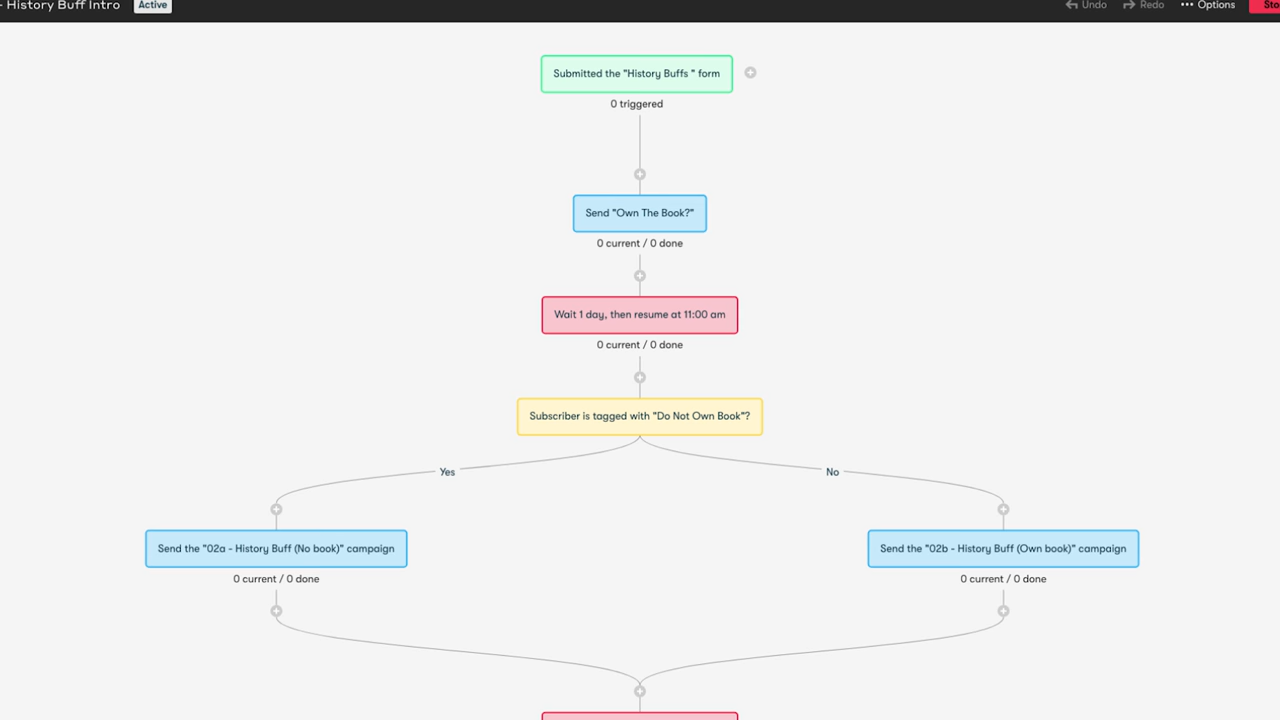 - History Buff Intro Active Undo Redo ••• Options Sto
Submitted the "History Buffs " form
0 triggered
Send "Own The Book?"
0 current / 0 done
Wait 1 day, then resume at 11:00 am
0 current / 0 done
Subscriber is tagged with "Do Not Own Book"?
Yes No
Send the "02a - History Buff (No book)" campaign Send the "02b - History Buff (Own book)" campaign
0 current / 0 done 0 current / 0 done